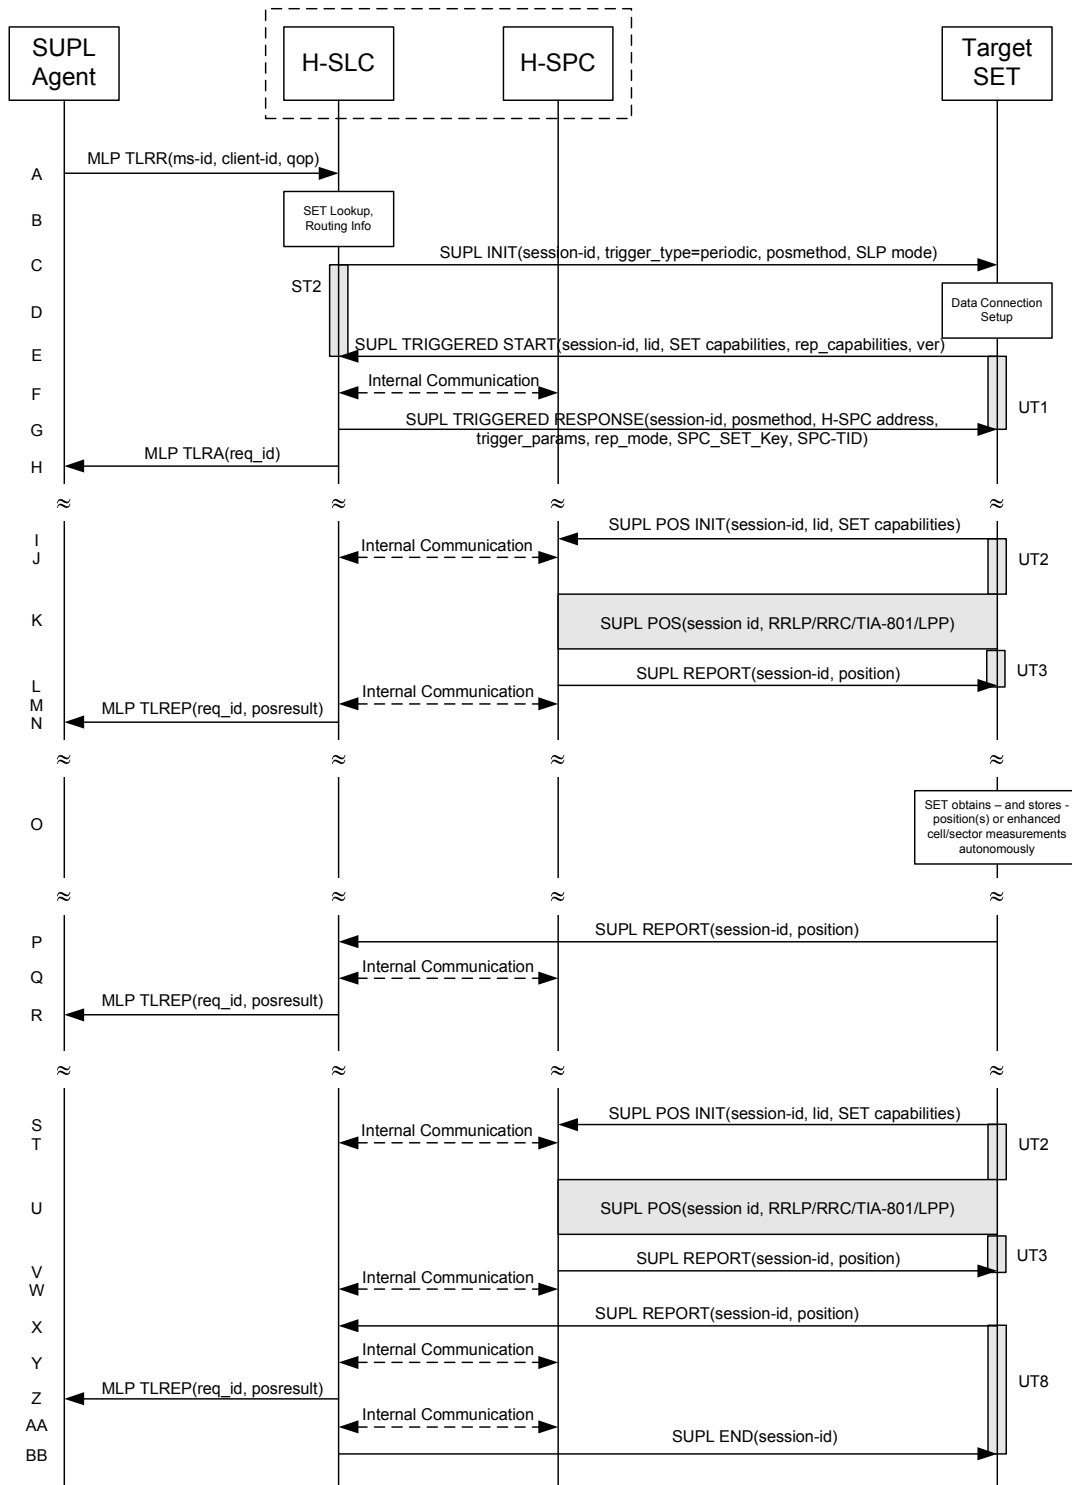 SUPL
Agent
H-SLC
H-SPC
Target
SET
A
MLP TLRR(ms-id, client-id, qop)
B
SET Lookup,
Routing Info
C
SUPL INIT(session-id, trigger_type=periodic, posmethod, SLP mode)
ST2
D
Data Connection
Setup
E
SUPL TRIGGERED START(session-id, lid, SET capabilities, rep_capabilities, ver)
F
Internal Communication
UT1
G
SUPL TRIGGERED RESPONSE(session-id, posmethod, H-SPC address,
trigger_params, rep_mode, SPC_SET_Key, SPC-TID)
H
MLP TLRA(req_id)
≈ ≈ ≈ ≈
I
SUPL POS INIT(session-id, lid, SET capabilities)
J
Internal Communication
UT2
K
SUPL POS(session id, RRLP/RRC/TIA-801/LPP)
L
SUPL REPORT(session-id, position)
UT3
M
Internal Communication
N
MLP TLREP(req_id, posresult)
≈ ≈ ≈ ≈
O
SET obtains – and stores -
position(s) or enhanced
cell/sector measurements
autonomously
≈ ≈ ≈ ≈
P
SUPL REPORT(session-id, position)
Q
Internal Communication
R
MLP TLREP(req_id, posresult)
≈ ≈ ≈ ≈
S
SUPL POS INIT(session-id, lid, SET capabilities)
T
Internal Communication
UT2
U
SUPL POS(session id, RRLP/RRC/TIA-801/LPP)
V
SUPL REPORT(session-id, position)
UT3
W
Internal Communication
X
SUPL REPORT(session-id, position)
Y
Internal Communication
UT8
Z
MLP TLREP(req_id, posresult)
AA
Internal Communication
BB
SUPL END(session-id)